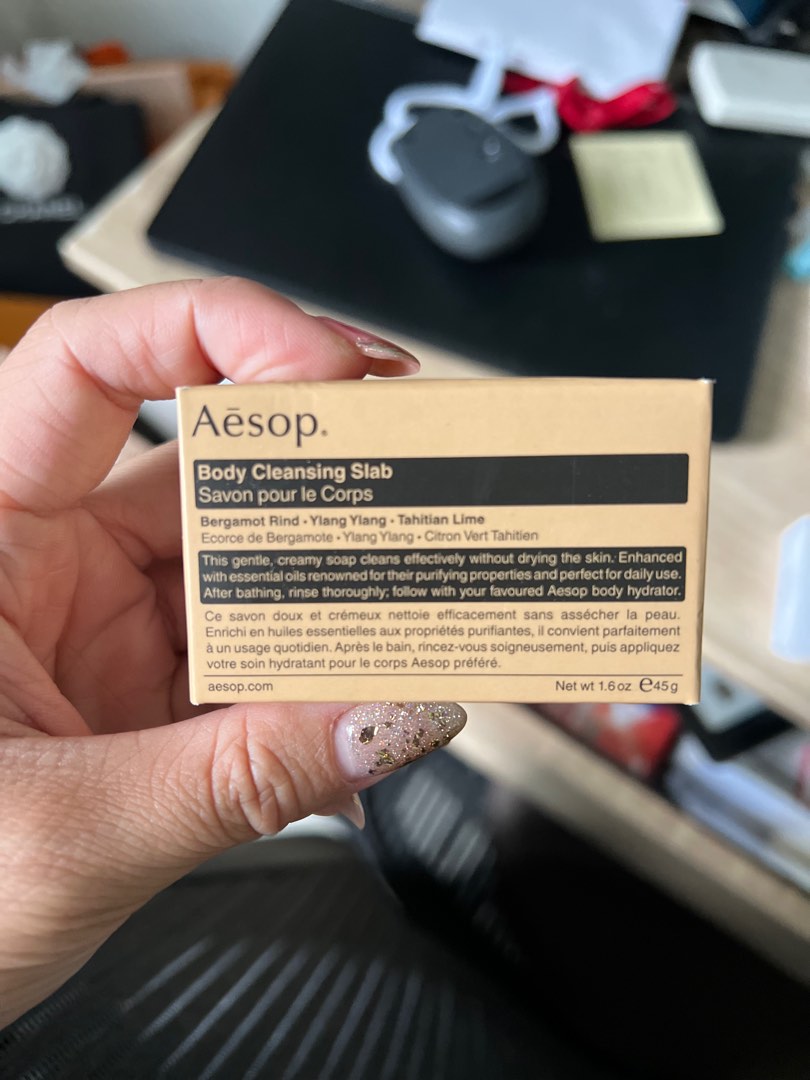 Aēsop.
Body Cleansing Slab
Savon pour le Corps
Bergamot Rind • Ylang Ylang • Tahitian Lime
Ecorce de Bergamote • Ylang Ylang • Citron Vert Tahitien
This gentle, creamy soap cleans effectively without drying the skin. Enhanced
with essential oils renowned for their purifying properties and perfect for daily use.
After bathing, rinse thoroughly; follow with your favoured Aesop body hydrator.
Ce savon doux et crémeux nettoie efficacement sans assécher la peau.
Enrichi en huiles essentielles aux propriétés purifiantes, il convient parfaitement
à un usage quotidien. Après le bain, rincez-vous soigneusement, puis appliquez
votre soin hydratant pour le corps Aesop préféré.
aesop.com Net wt 1.6 oz ℮45 g